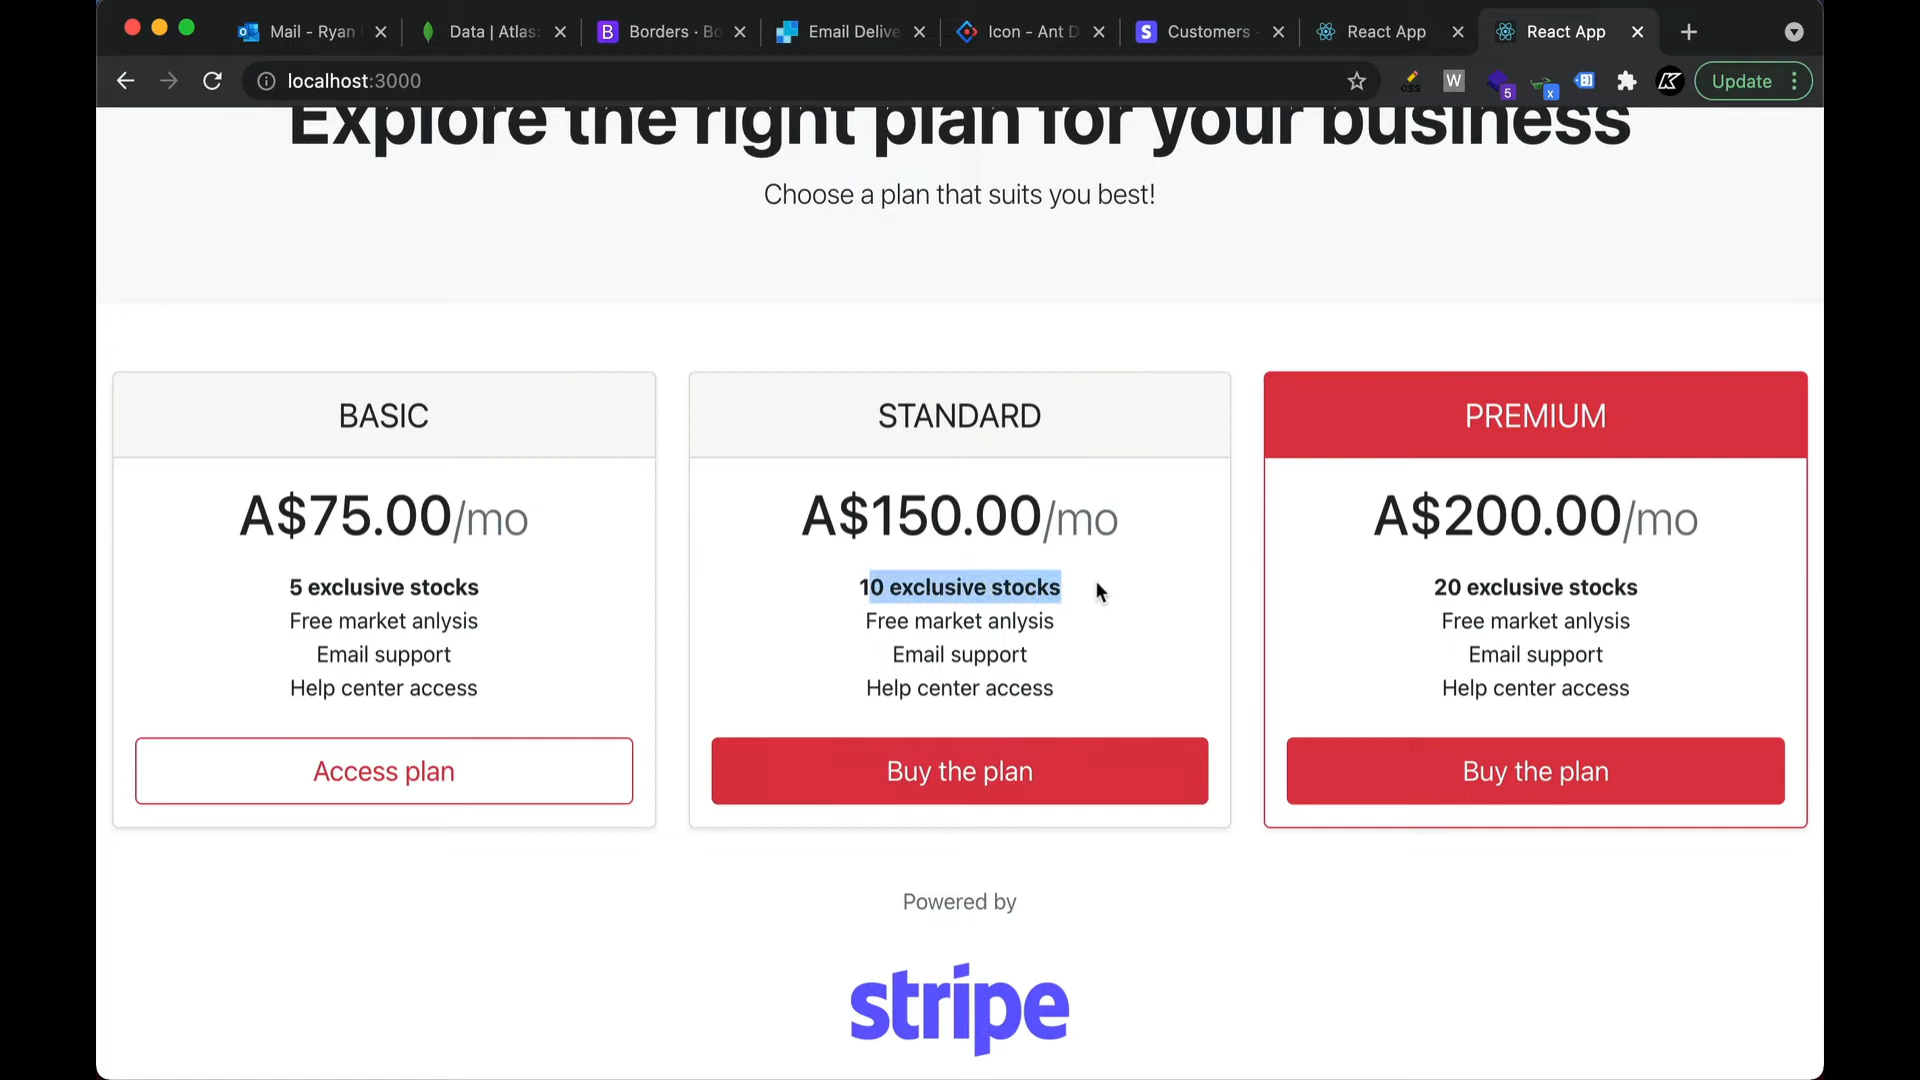 Mail - Ryan
Data | Atlas:
Borders · Bo
Email Delive
Icon - Ant D
Customers -
React App
React App
localhost:3000
css
W
5
x
Update
Explore the right plan for your business
Choose a plan that suits you best!
BASIC
A$75.00/mo
5 exclusive stocks
Free market anlysis
Email support
Help center access
Access plan
STANDARD
A$150.00/mo
10 exclusive stocks
Free market anlysis
Email support
Help center access
Buy the plan
PREMIUM
A$200.00/mo
20 exclusive stocks
Free market anlysis
Email support
Help center access
Buy the plan
Powered by
stripe